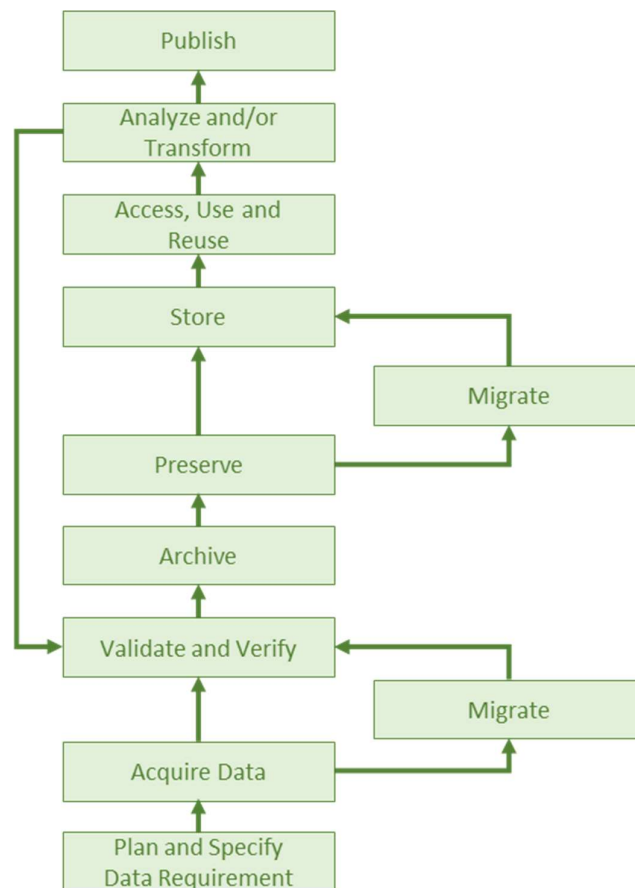 Publish
Analyze and/or
Transform
Access, Use and
Reuse
Store
Migrate
Preserve
Archive
Validate and Verify
Migrate
Acquire Data
Plan and Specify
Data Requirement